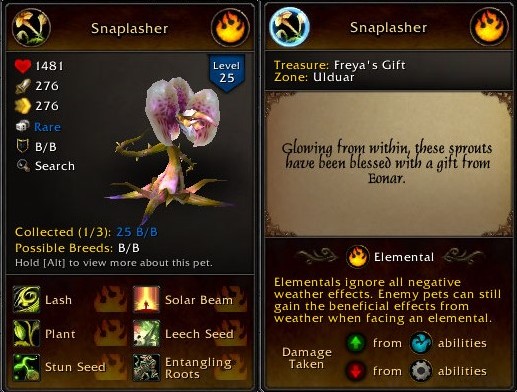 Snaplasher
1481
Level
25
276
276
Rare
B/B
Search
Collected (1/3): 25 B/B
Possible Breeds: B/B
Hold [Alt] to view more about this pet.
Lash
Solar Beam
Plant
Leech Seed
Stun Seed
Entangling
Roots
Snaplasher
Treasure: Freya's Gift
Zone: Ulduar
Glowing from within, these sprouts
have been blessed with a gift from
Eonar.
Elemental
Elementals ignore all negative
weather effects. Enemy pets can still
gain the beneficial effects from
weather when facing an elemental.
Damage
Taken
from abilities
from abilities